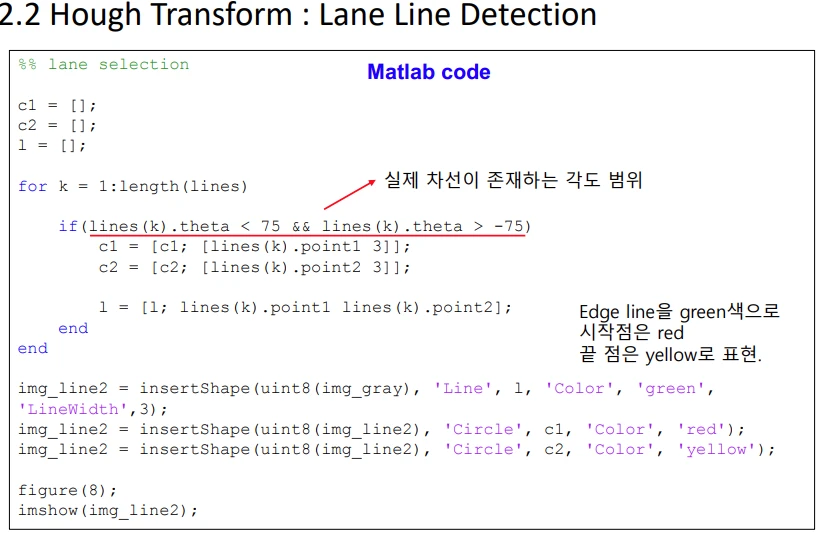 2.2 Hough Transform : Lane Line Detection
%% lane selection
Matlab code
c1 = [];
c2 = [];
l = [];
for k = 1:length(lines)
실제 차선이 존재하는 각도 범위
if(lines(k).theta < 75 && lines(k).theta > -75)
c1 = [c1; [lines(k).point1 3]];
c2 = [c2; [lines(k).point2 3]];
l = [l; lines(k).point1 lines(k).point2];
end
end
Edge line을 green색으로
시작점은 red
끝 점은 yellow로 표현.
img_line2 = insertShape(uint8(img_gray), 'Line', l, 'Color', 'green',
'LineWidth',3);
img_line2 = insertShape(uint8(img_line2), 'Circle', c1, 'Color', 'red');
img_line2 = insertShape(uint8(img_line2), 'Circle', c2, 'Color', 'yellow');
figure(8);
imshow(img_line2);